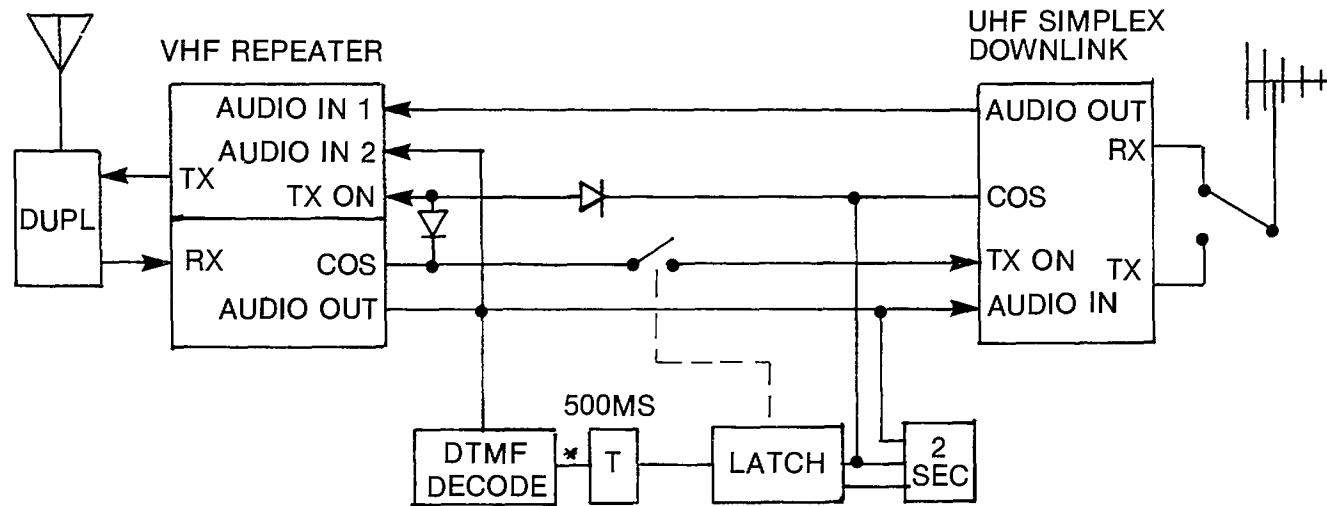 VHF REPEATER
UHF SIMPLEX
DOWNLINK
AUDIO IN 1
AUDIO IN 2
TX
TX ON
DUPL
RX
COS
AUDIO OUT
AUDIO OUT
RX
COS
TX ON
TX
AUDIO IN
500MS
DTMF
DECODE
*
T
LATCH
2
SEC